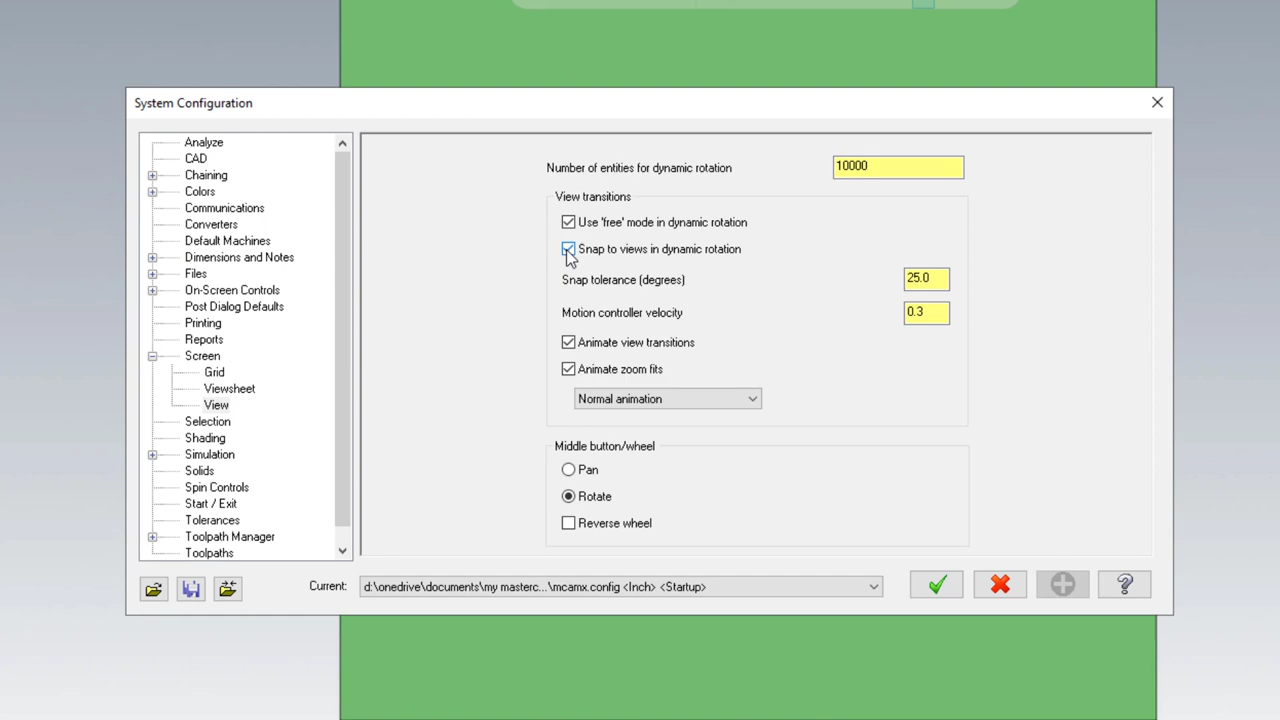 System Configuration
Analyze
CAD
Chaining
Colors
Communications
Converters
Default Machines
Dimensions and Notes
Files
On-Screen Controls
Post Dialog Defaults
Printing
Reports
Screen
Grid
Viewsheet
View
Selection
Shading
Simulation
Solids
Spin Controls
Start / Exit
Tolerances
Toolpath Manager
Toolpaths
Number of entities for dynamic rotation 10000
View transitions
Use 'free' mode in dynamic rotation
Snap to views in dynamic rotation
Snap tolerance (degrees) 25.0
Motion controller velocity 0.3
Animate view transitions
Animate zoom fits
Normal animation
Middle button/wheel
Pan
Rotate
Reverse wheel
Current: d:\onedrive\documents\my masterc...\mcamx.config <Inch> <Startup>